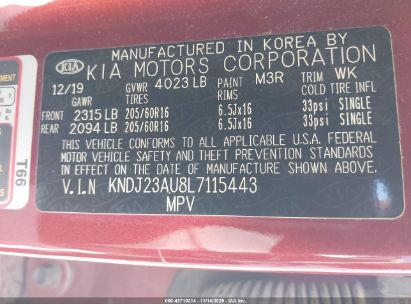 MANUFACTURED IN KOREA BY
KIA KIA MOTORS CORPORATION
12/19 GVWR 4023 LB PAINT M3R TRIM WK
GAWR TIRES RIMS COLD TIRE INFL
FRONT 2315 LB 205/60R16 6.5Jx16 33psi SINGLE
REAR 2094 LB 205/60R16 6.5Jx16 33psi SINGLE
THIS VEHICLE CONFORMS TO ALL APPLICABLE U.S.A. FEDERAL
MOTOR VEHICLE SAFETY AND THEFT PREVENTION STANDARDS
IN EFFECT ON THE DATE OF MANUFACTURE SHOWN ABOVE.
V.I.N KNDJ23AU8L7115443
MPV
T66